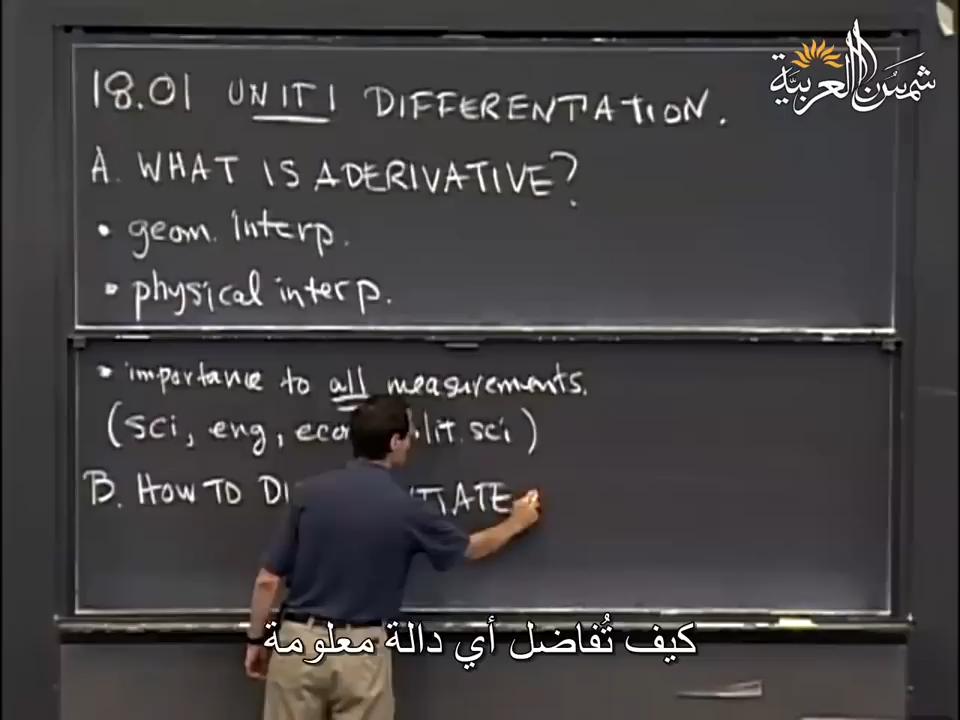 18.01 UNIT 1 DIFFERENTIATION.
شمس العربية
A. WHAT IS A DERIVATIVE?
• geom. interp.
• physical interp.
• importance to all measurements.
(sci, eng, sci)
B. HOW TO
كيف تُفاضل أي دالة معلومة